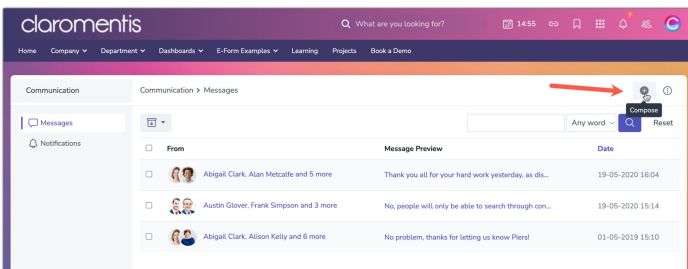 claromentis
What are you looking for?
14:55
7
Home Company Department Dashboards E-Form Examples Learning Projects Book a Demo
Communication
Communication > Messages
Compose
Messages
Notifications
Any word
Reset
From Message Preview Date
Abigail Clark, Alan Metcalfe and 5 more Thank you all for your hard work yesterday, as dis... 19-05-2020 16:04
Austin Glover, Frank Simpson and 3 more No, people will only be able to search through con... 19-05-2020 15:14
Abigail Clark, Alison Kelly and 6 more No problem, thanks for letting us know Piers! 01-05-2019 15:10